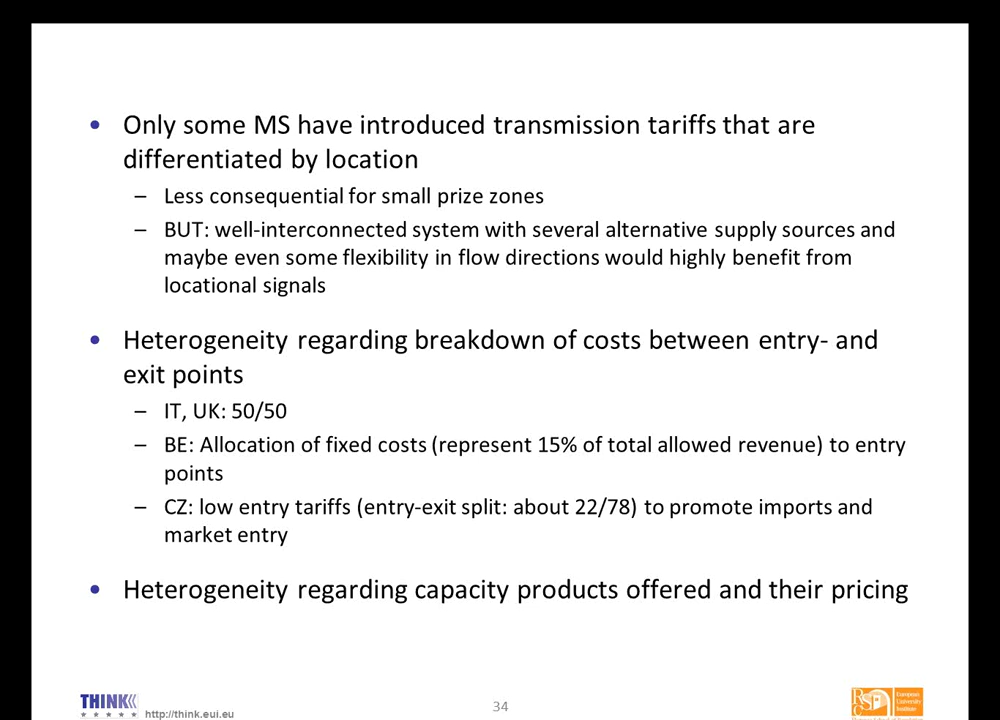 • Only some MS have introduced transmission tariffs that are
differentiated by location
– Less consequential for small prize zones
– BUT: well-interconnected system with several alternative supply sources and
maybe even some flexibility in flow directions would highly benefit from
locational signals
• Heterogeneity regarding breakdown of costs between entry- and
exit points
– IT, UK: 50/50
– BE: Allocation of fixed costs (represent 15% of total allowed revenue) to entry
points
– CZ: low entry tariffs (entry-exit split: about 22/78) to promote imports and
market entry
• Heterogeneity regarding capacity products offered and their pricing
THINK
http://think.eui.eu
34
European
University
Institute